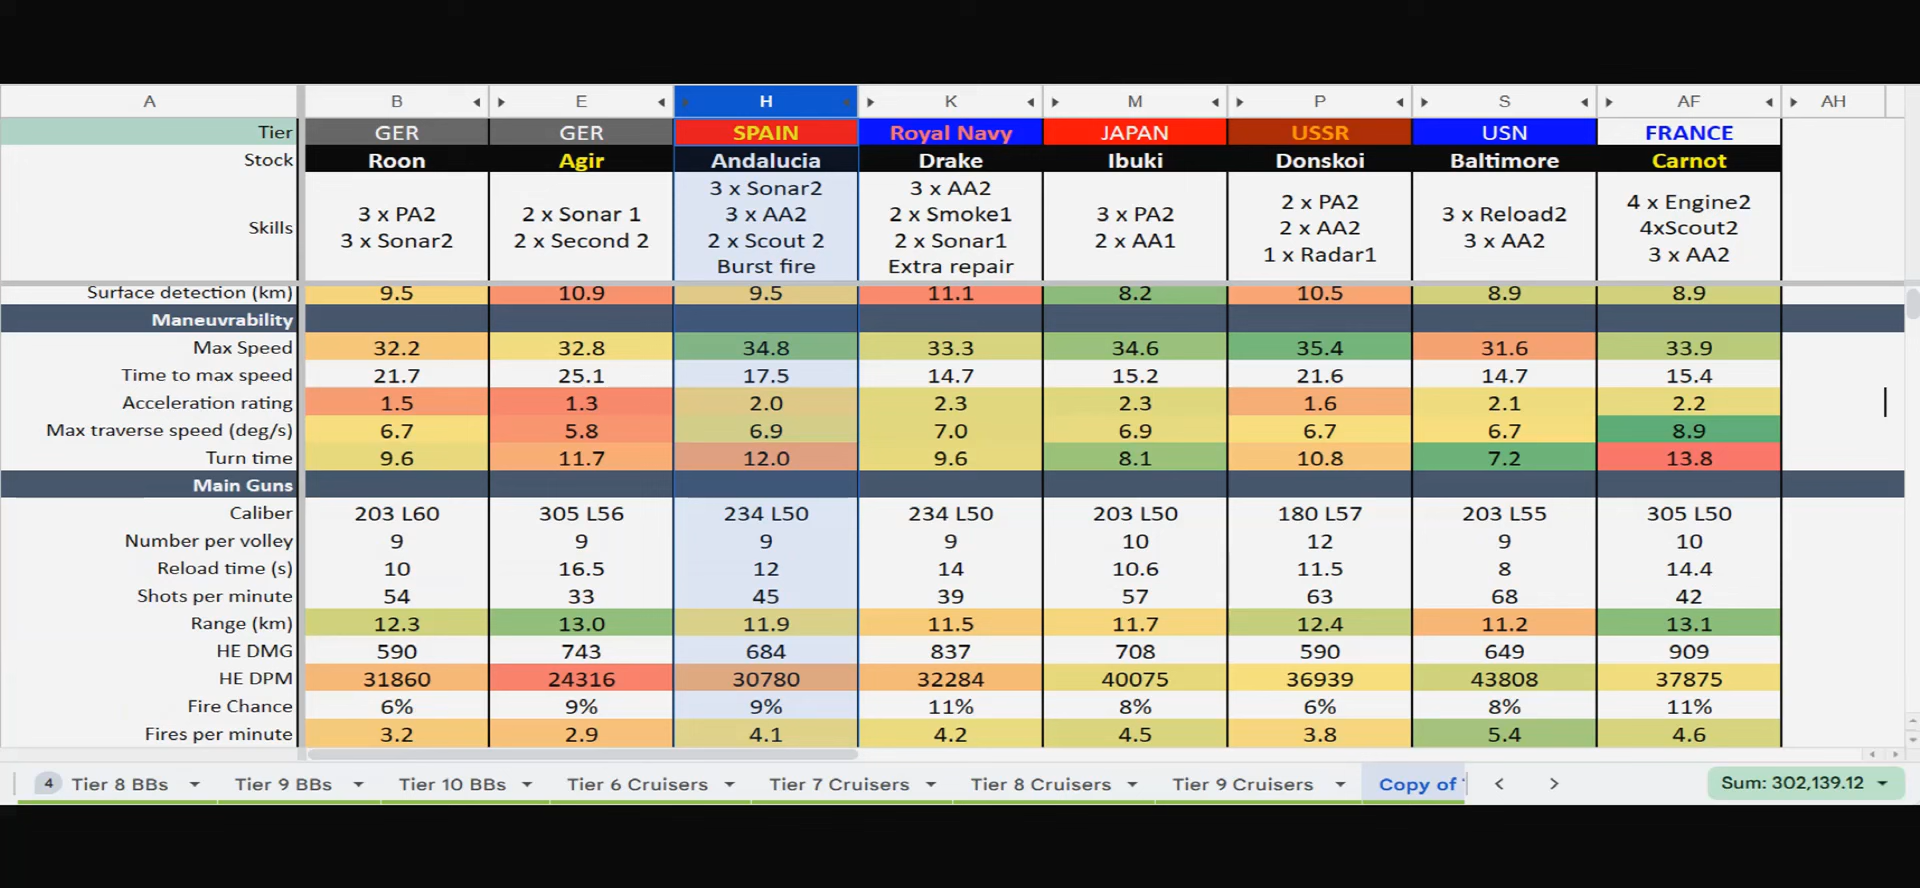 A B E H K M P S AF AH
Tier GER GER SPAIN Royal Navy JAPAN USSR USN FRANCE
Stock Roon Agir Andalucia Drake Ibuki Donskoi Baltimore Carnot
Skills
3 x PA2
3 x Sonar2
2 x Sonar 1
2 x Second 2
3 x Sonar2
3 x AA2
2 x Scout 2
Burst fire
3 x AA2
2 x Smoke1
2 x Sonar1
Extra repair
3 x PA2
2 x AA1
2 x PA2
2 x AA2
1 x Radar1
3 x Reload2
3 x AA2
4 x Engine2
4xScout2
3 x AA2
Surface detection (km) 9.5 10.9 9.5 11.1 8.2 10.5 8.9 8.9
Maneuvrability
Max Speed 32.2 32.8 34.8 33.3 34.6 35.4 31.6 33.9
Time to max speed 21.7 25.1 17.5 14.7 15.2 21.6 14.7 15.4
Acceleration rating 1.5 1.3 2.0 2.3 2.3 1.6 2.1 2.2
Max traverse speed (deg/s) 6.7 5.8 6.9 7.0 6.9 6.7 6.7 8.9
Turn time 9.6 11.7 12.0 9.6 8.1 10.8 7.2 13.8
Main Guns
Caliber 203 L60 305 L56 234 L50 234 L50 203 L50 180 L57 203 L55 305 L50
Number per volley 9 9 9 9 10 12 9 10
Reload time (s) 10 16.5 12 14 10.6 11.5 8 14.4
Shots per minute 54 33 45 39 57 63 68 42
Range (km) 12.3 13.0 11.9 11.5 11.7 12.4 11.2 13.1
HE DMG 590 743 684 837 708 590 649 909
HE DPM 31860 24316 30780 32284 40075 36939 43808 37875
Fire Chance 6% 9% 9% 11% 8% 6% 8% 11%
Fires per minute 3.2 2.9 4.1 4.2 4.5 3.8 5.4 4.6
4 Tier 8 BBs Tier 9 BBs Tier 10 BBs Tier 6 Cruisers Tier 7 Cruisers Tier 8 Cruisers Tier 9 Cruisers Copy of Sum: 302,139.12